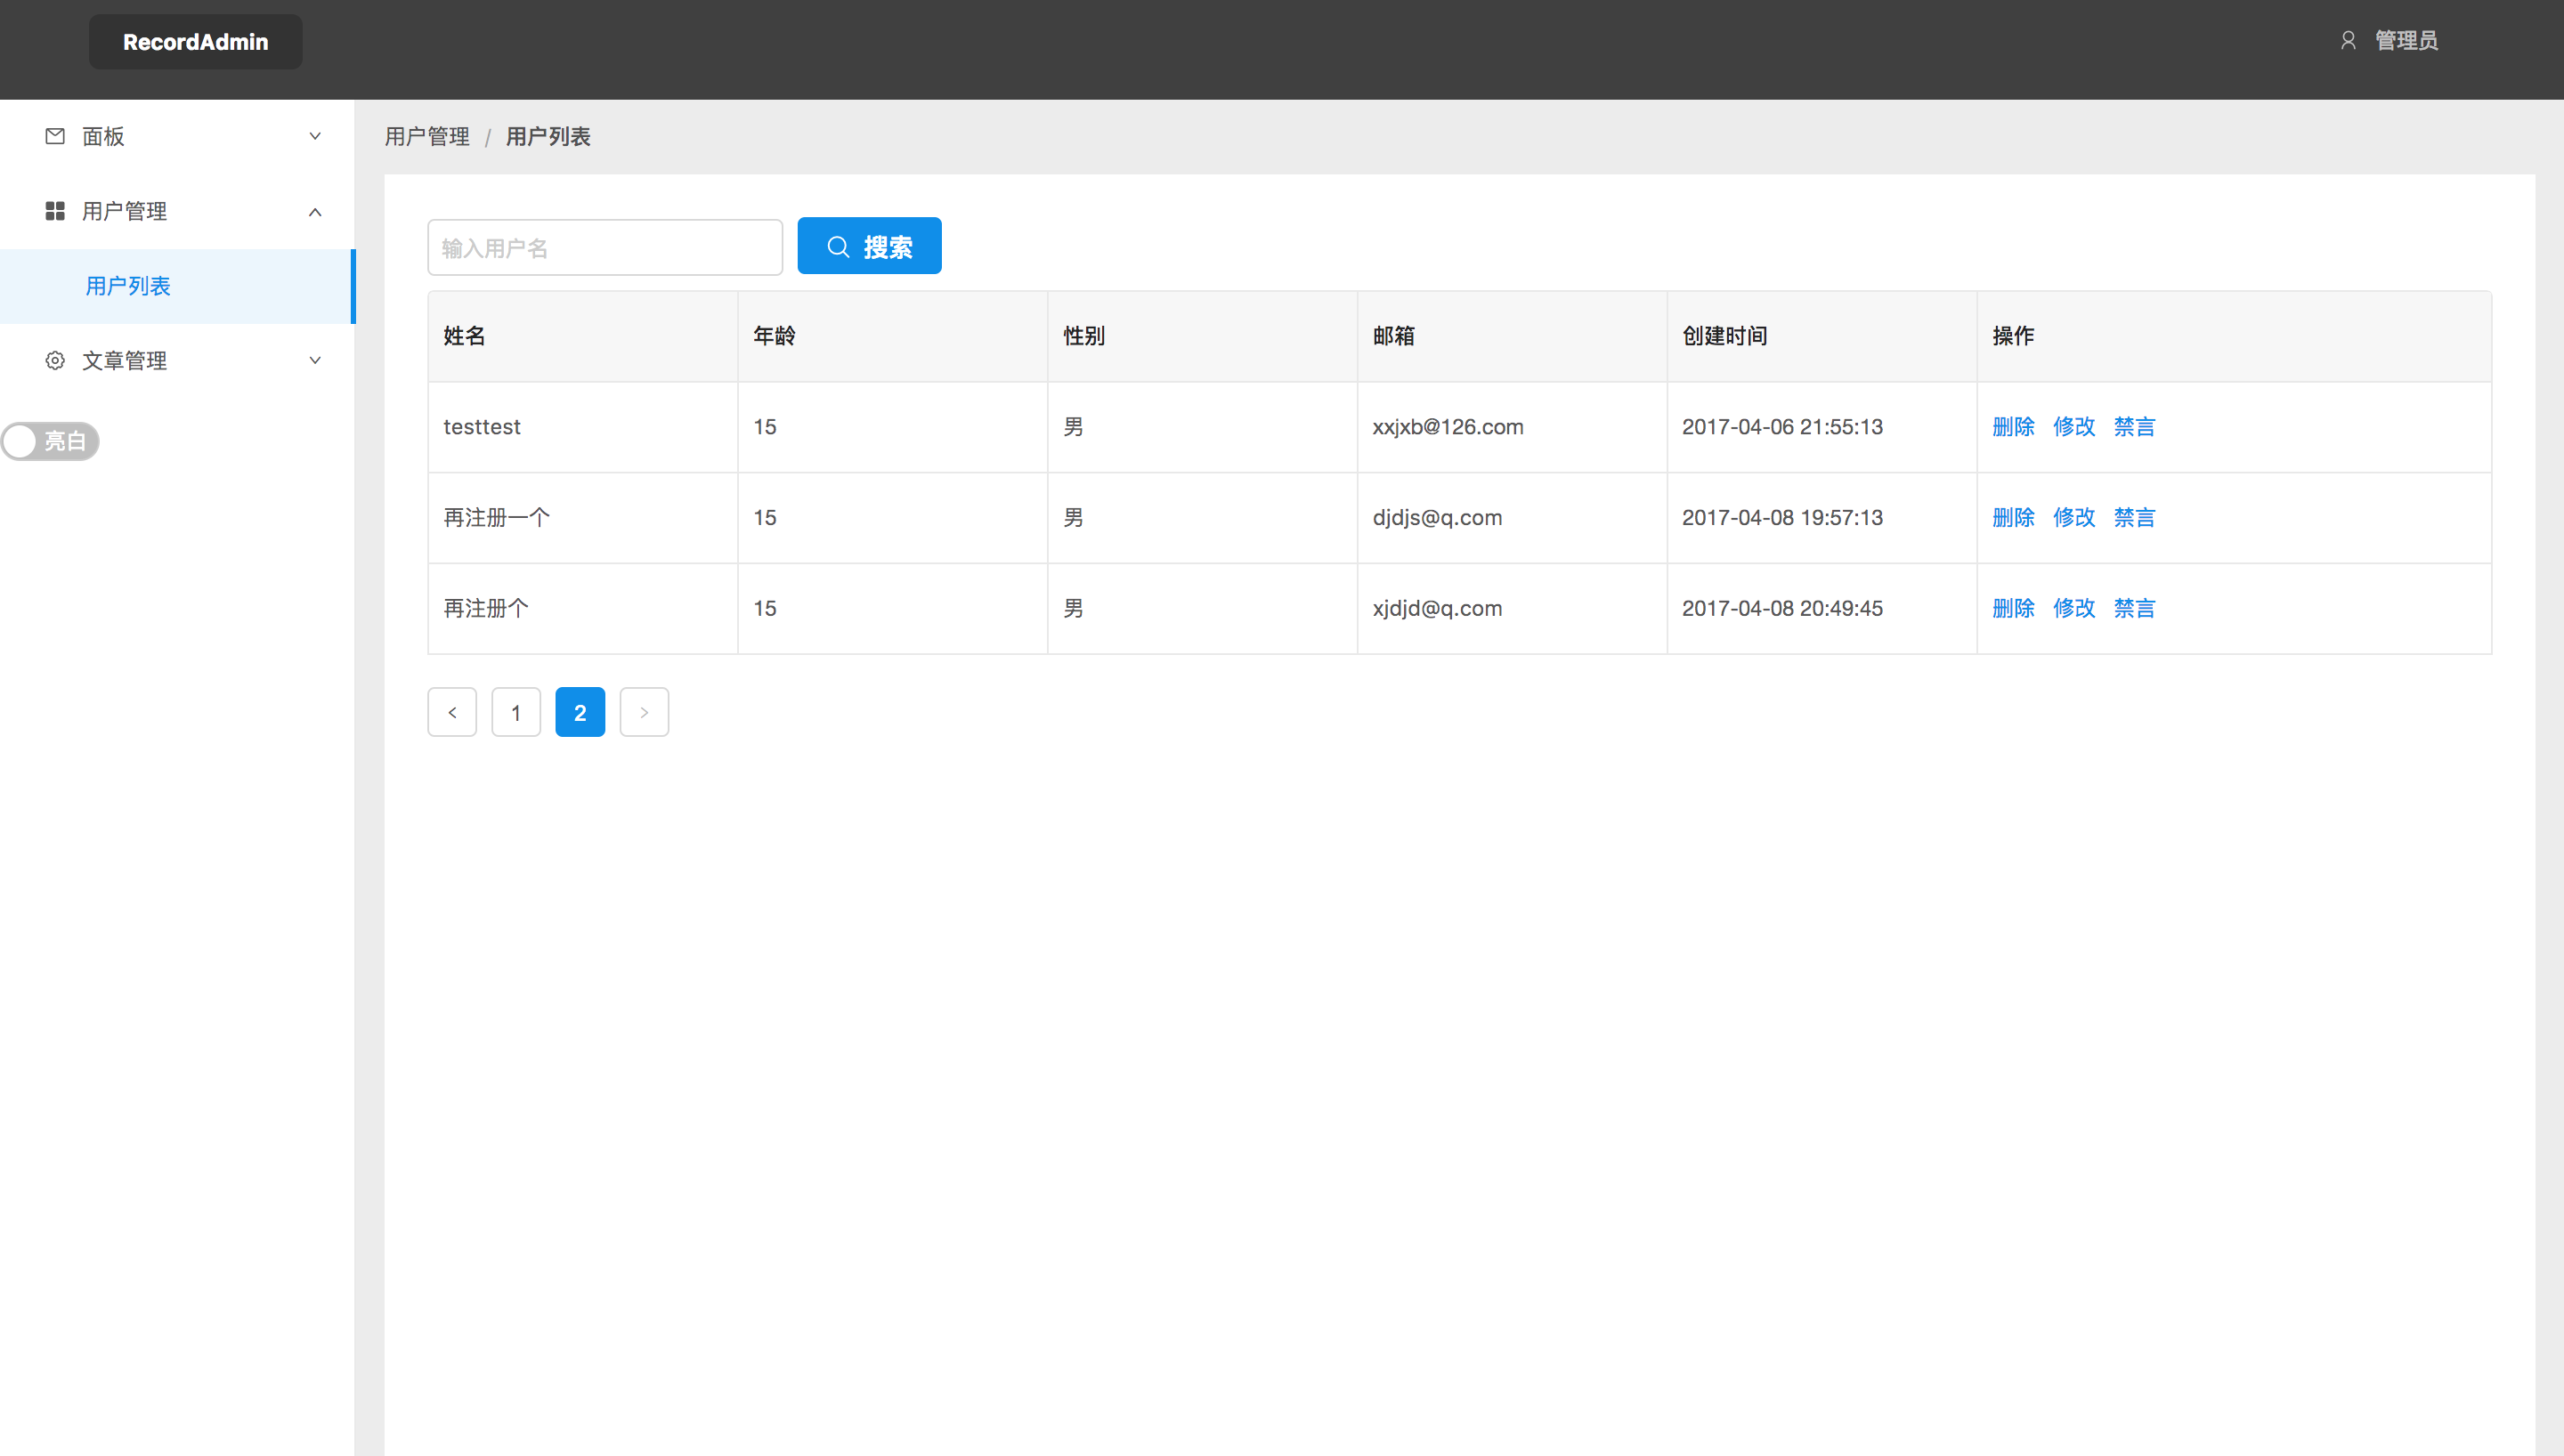 RecordAdmin
管理员
面板
用户管理
用户列表
文章管理
亮白
用户管理 / 用户列表
输入用户名 搜索
姓名 年龄 性别 邮箱 创建时间 操作
testtest 15 男 xxjxb@126.com 2017-04-06 21:55:13 删除 修改 禁言
再注册一个 15 男 djdjs@q.com 2017-04-08 19:57:13 删除 修改 禁言
再注册个 15 男 xjdjd@q.com 2017-04-08 20:49:45 删除 修改 禁言
< 1 2 >